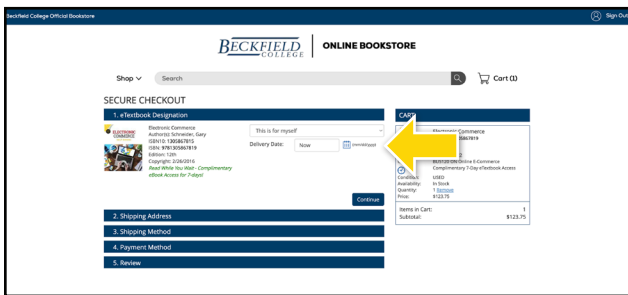 Beckfield College Official Bookstore
Sign Out
BECKFIELD
COLLEGE
ONLINE BOOKSTORE
Shop
Search
Cart (1)
SECURE CHECKOUT
1. eTextbook Designation
ELECTRONIC
COMMERCE
Electronic Commerce
Author(s) Schneider, Gary
ISBN10: 1305867815
ISBN: 9781305867819
Edition: 12th
Copyright: 2/26/2016
Read While You Wait - Complimentary
eBook Access for 7-days!
This is for myself
Delivery Date:
Now
(mm/dd/yyyy)
Continue
2. Shipping Address
3. Shipping Method
4. Payment Method
5. Review
CART
Electronic Commerce
Online E-Commerce
Complimentary 7-Day eTextbook Access
Condition: USED
Availability: In Stock
Quantity: 1 Remove
Price: $123.75
Items in Cart: 1
Subtotal: $123.75